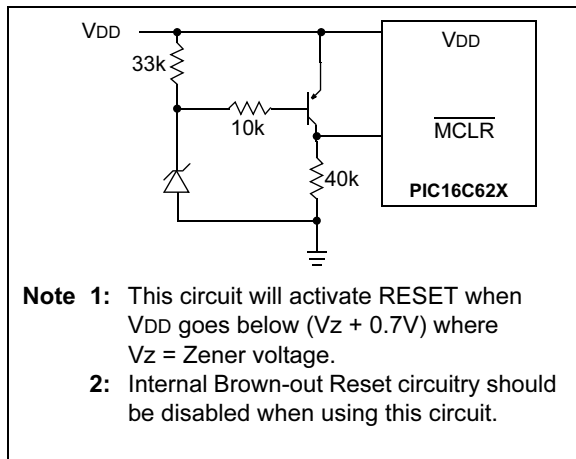 VDD
VDD
33k
10k
MCLR
40k
PIC16C62X
Note 1: This circuit will activate RESET when
VDD goes below (Vz + 0.7V) where
Vz = Zener voltage.
2: Internal Brown-out Reset circuitry should
be disabled when using this circuit.